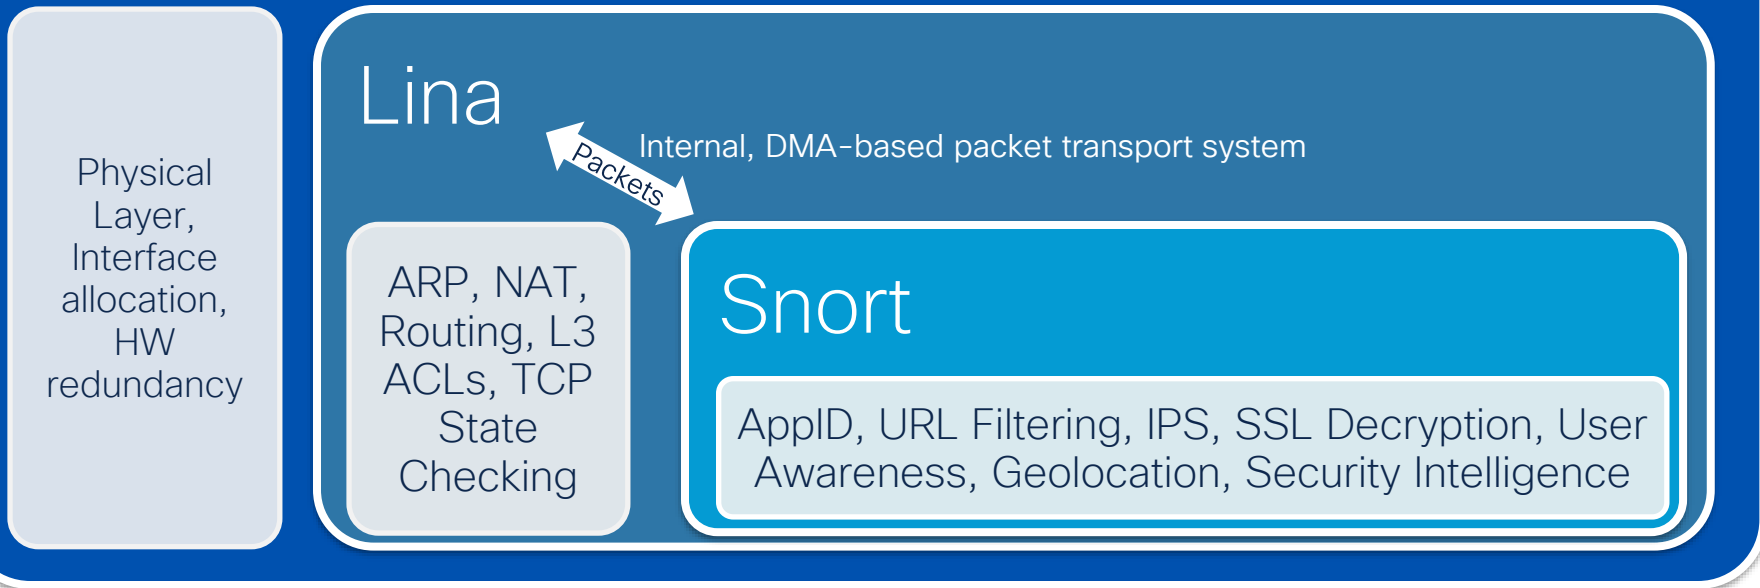 Physical
Layer,
Interface
allocation,
HW
redundancy
Lina
Packets
Internal, DMA-based packet transport system
ARP, NAT,
Routing, L3
ACLs, TCP
State
Checking
Snort
AppID, URL Filtering, IPS, SSL Decryption, User
Awareness, Geolocation, Security Intelligence